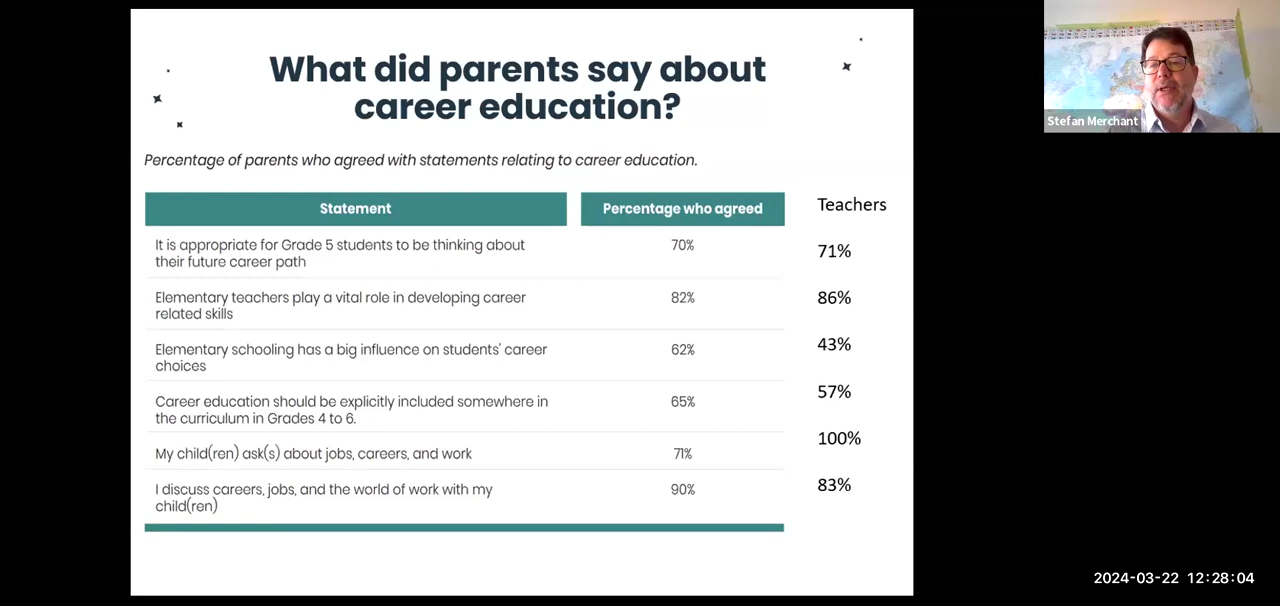 What did parents say about
career education?
Percentage of parents who agreed with statements relating to career education.
Statement Percentage who agreed Teachers
It is appropriate for Grade 5 students to be thinking about
their future career path
70%
71%
Elementary teachers play a vital role in developing career
related skills
82%
86%
Elementary schooling has a big influence on students' career
choices
62%
43%
Career education should be explicitly included somewhere in
the curriculum in Grades 4 to 6.
65%
57%
My child(ren) ask(s) about jobs, careers, and work
71%
100%
I discuss careers, jobs, and the world of work with my
child(ren)
90%
83%
Stefan Merchant
2024-03-22 12:28:04